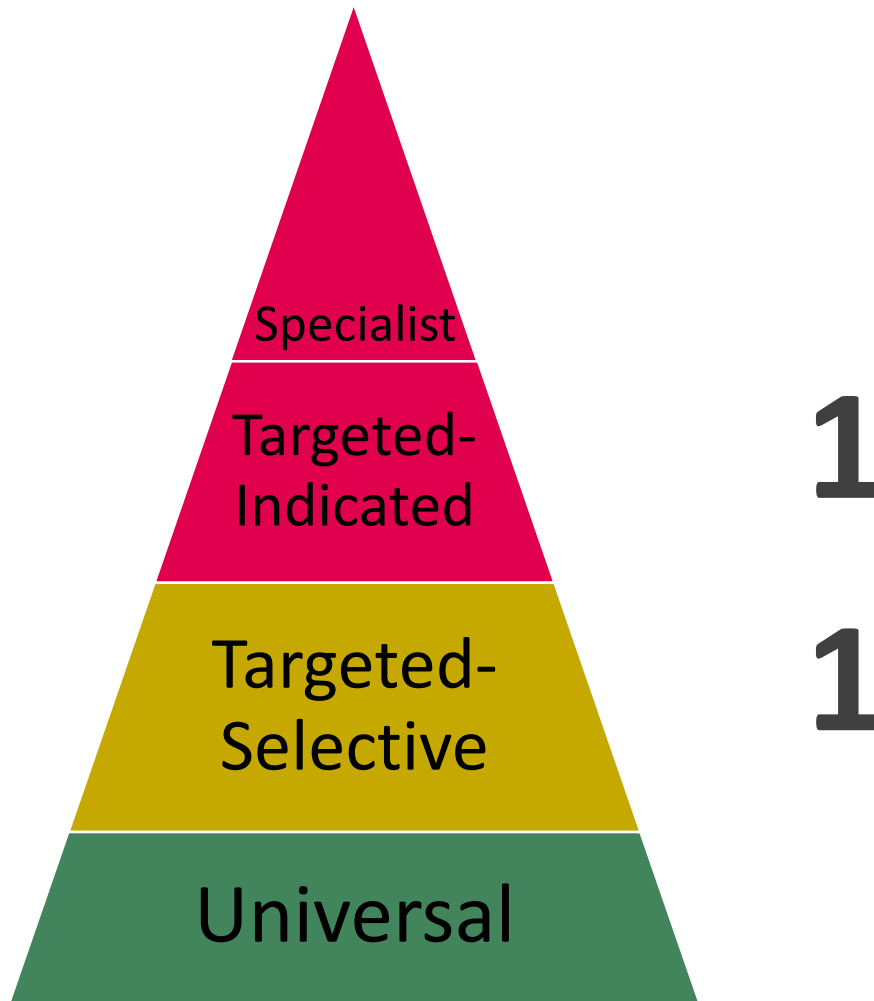 Specialist
Targeted-
Indicated
1
Targeted-
Selective
1
Universal